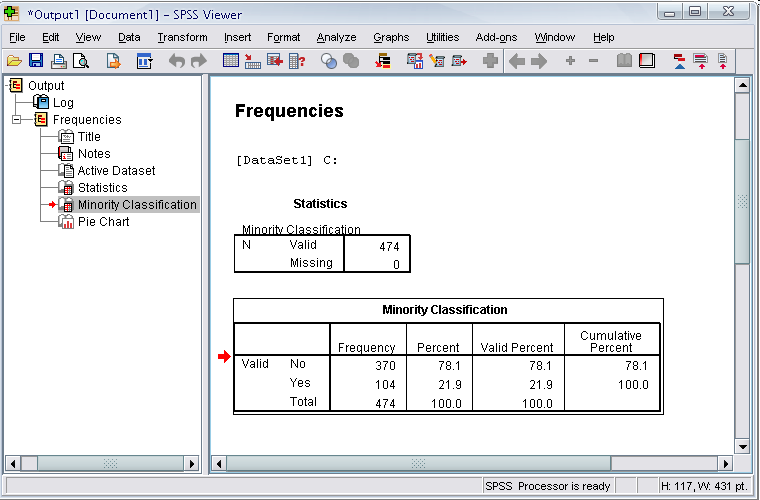 *Output1 [Document1] - SPSS Viewer
File Edit View Data Transform Insert Format Analyze Graphs Utilities Add-ons Window Help
Output
Log
Frequencies
Title
Notes
Active Dataset
Statistics
Minority Classification
Pie Chart
Frequencies
[DataSet1] C:
Statistics
Minority Classification
N Valid 474
Missing 0
Minority Classification
Frequency Percent Valid Percent Cumulative Percent
Valid No 370 78.1 78.1 78.1
Yes 104 21.9 21.9 100.0
Total 474 100.0 100.0
SPSS Processor is ready H: 117, W: 431 pt.